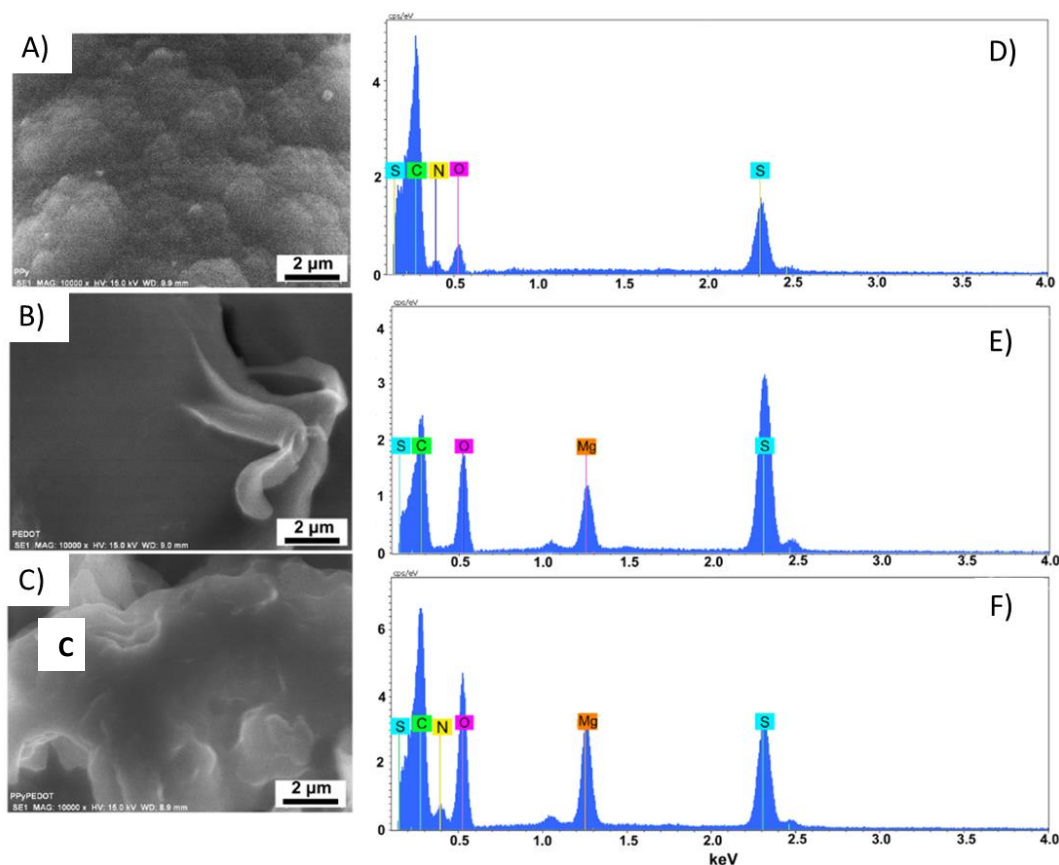 A)
2 µm
PPy
SE1 MAG: 10000 x HV: 15.0 kV WD: 9.9 mm
B)
2 µm
PEDOT
SE1 MAG: 10000 x HV: 15.0 kV WD: 9.0 mm
C)
C
2 µm
PPyPEDOT
SE1 MAG: 10000 x HV: 15.0 kV WD: 8.9 mm
cps/eV
D)
4
S C N O S
2
0
0.5 1.0 1.5 2.0 2.5 3.0 3.5 4.0
cps/eV
E)
4
3
S C O Mg S
2
1
0
0.5 1.0 1.5 2.0 2.5 3.0 3.5 4.0
cps/eV
F)
6
4
S C N O Mg S
2
0
0.5 1.0 1.5 2.0 2.5 3.0 3.5 4.0
keV